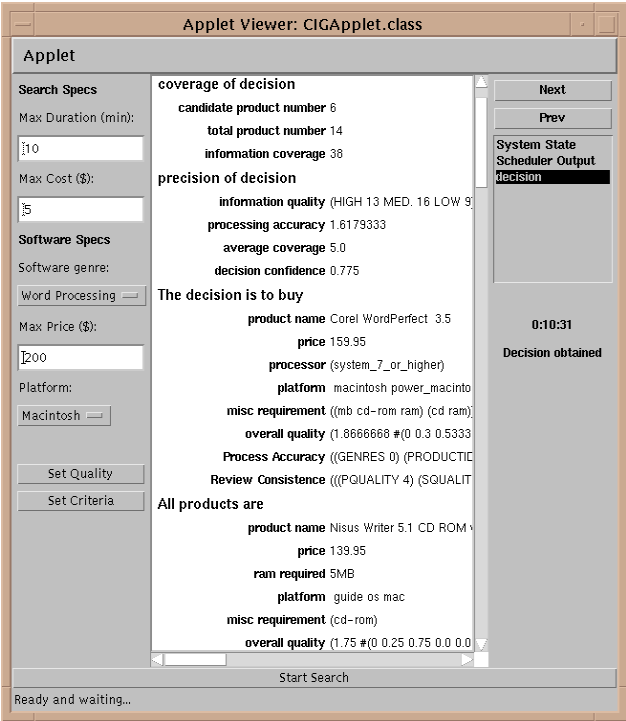 Applet Viewer: CIGApplet.class
Applet
Search Specs
Max Duration (min):
10
Max Cost ($):
5
Software Specs
Software genre:
Word Processing
Max Price ($):
200
Platform:
Macintosh
Set Quality
Set Criteria
coverage of decision
candidate product number 6
total product number 14
information coverage 38
precision of decision
information quality (HIGH 13 MED. 16 LOW 9
processing accuracy 1.6179333
average coverage 5.0
decision confidence 0.775
The decision is to buy
product name Corel WordPerfect 3.5
price 159.95
processor (system_7_or_higher)
platform macintosh power_macinto
misc requirement ((mb cd-rom ram) (cd ram))
overall quality (1.8666668 #(0 0.3 0.5333
Process Accuracy ((GENRES 0) (PRODUCTID
Review Consistence (((PQUALITY 4) (SQUALIT
All products are
product name Nisus Writer 5.1 CD ROM
price 139.95
ram required 5MB
platform guide os mac
misc requirement (cd-rom)
overall quality (1.75 #(0 0.25 0.75 0.0 0.0
Next
Prev
System State
Scheduler Output
decision
0:10:31
Decision obtained
Start Search
Ready and waiting...